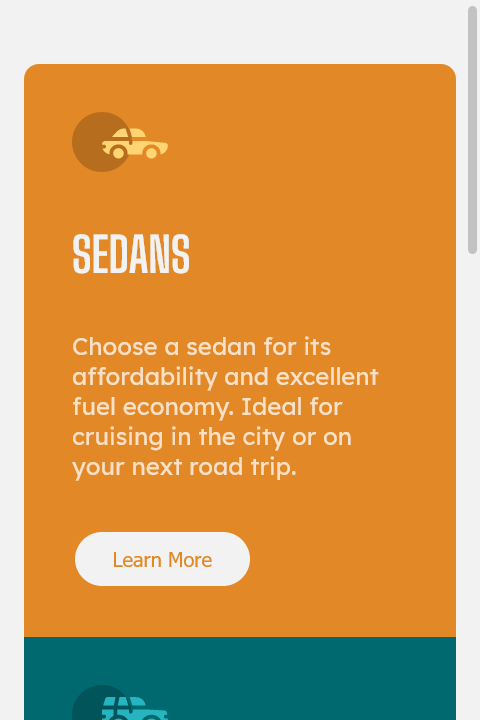 SEDANS
Choose a sedan for its
affordability and excellent
fuel economy. Ideal for
cruising in the city or on
your next road trip.
Learn More